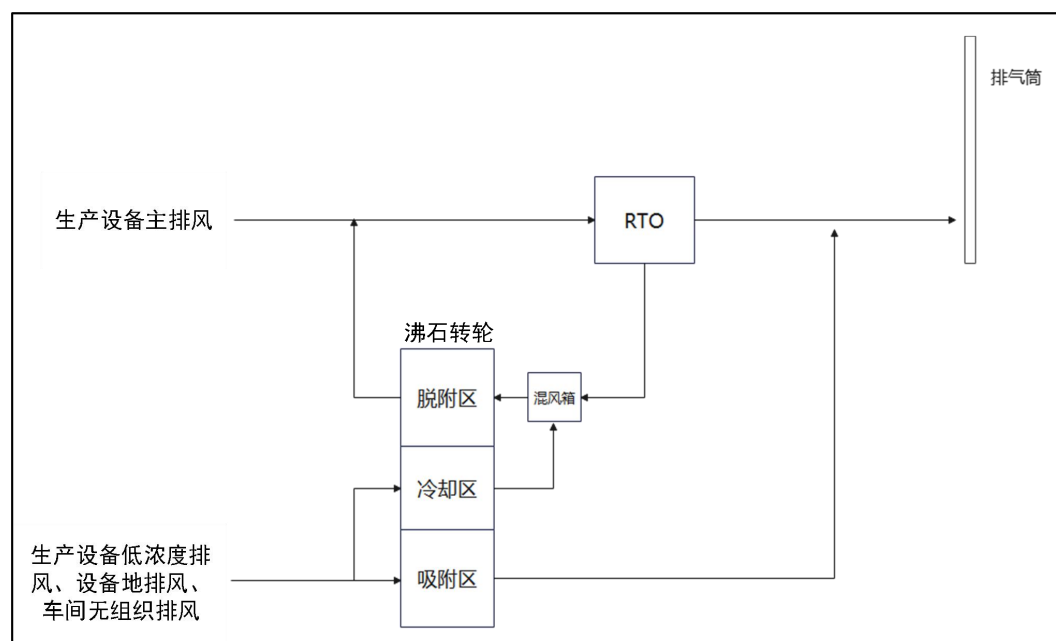 排气筒
生产设备主排风
RTO
沸石转轮
脱附区
混风箱
冷却区
生产设备低浓度排
风、设备地排风、
车间无组织排风
吸附区